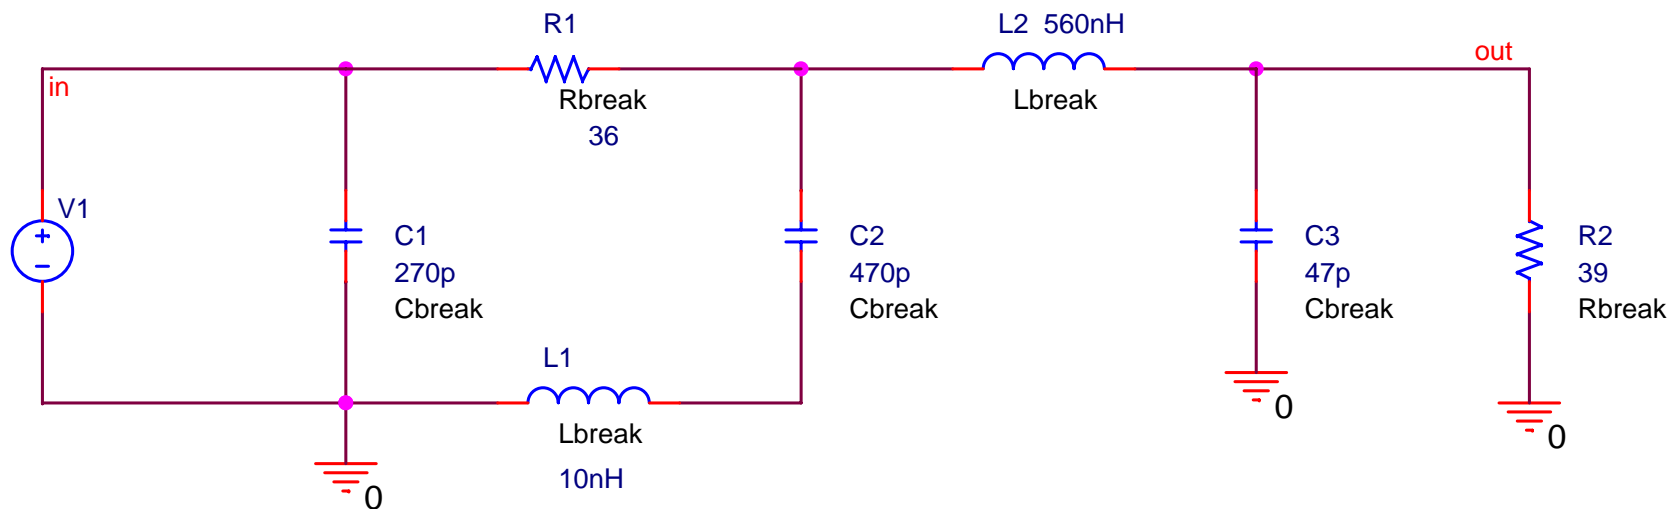 R1
L2 560nH
out
in
Rbreak
36
Lbreak
V1
+
−
C1
270p
Cbreak
C2
470p
Cbreak
C3
47p
Cbreak
R2
39
Rbreak
L1
Lbreak
10nH
0
0
0